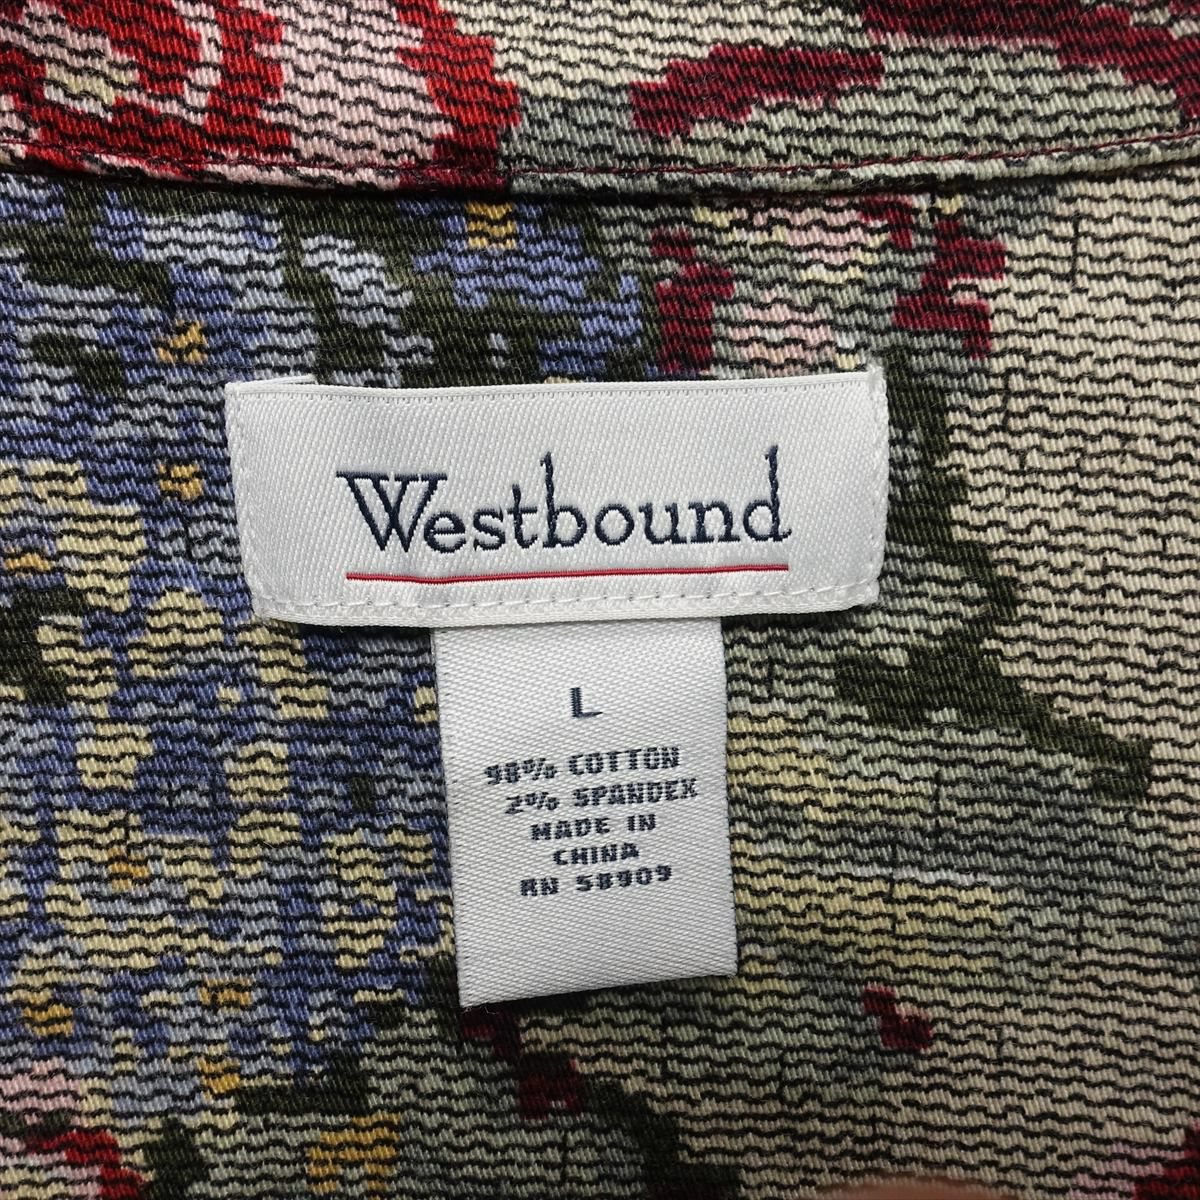 Westbound
L
98% COTTON
2% SPANDEX
MADE IN
CHINA
RN 58909